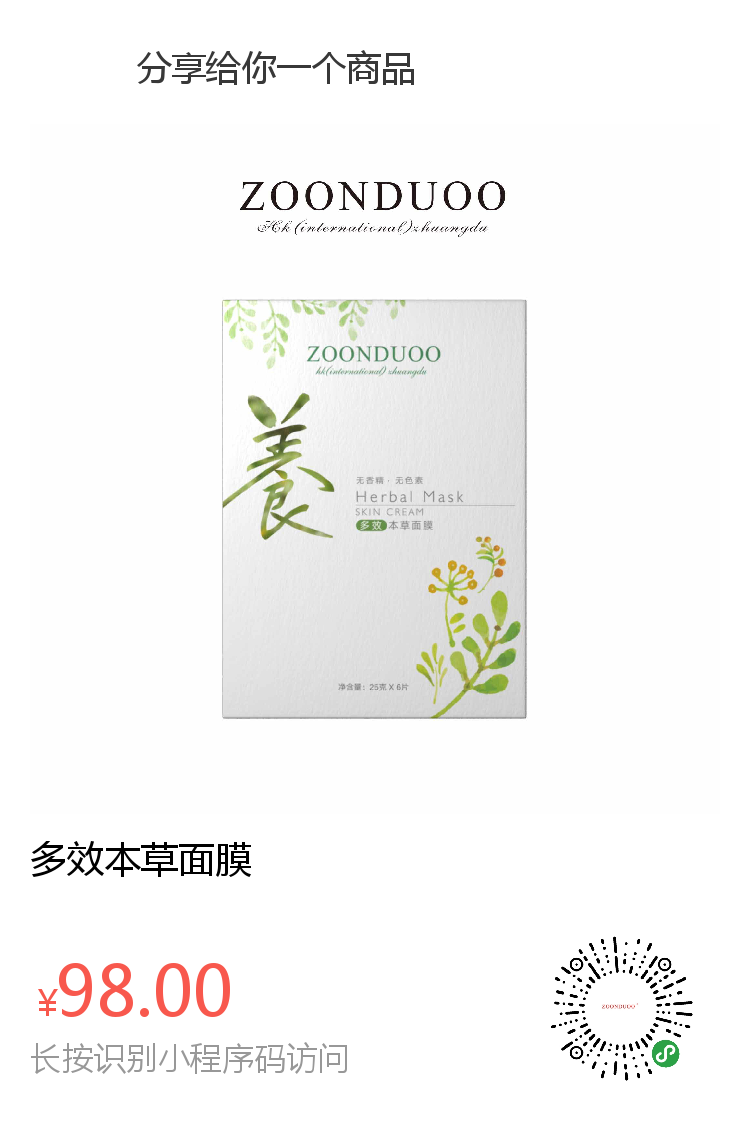 分享给你一个商品
ZOONDUOO
Hk(international)zhuangdu
ZOONDUOO
hk(international) zhuangdu
養
无香精·无色素
Herbal Mask
SKIN CREAM
多效本草面膜
净含量：25克 X 6片
多效本草面膜
¥98.00
长按识别小程序码访问
ZOONDUOO